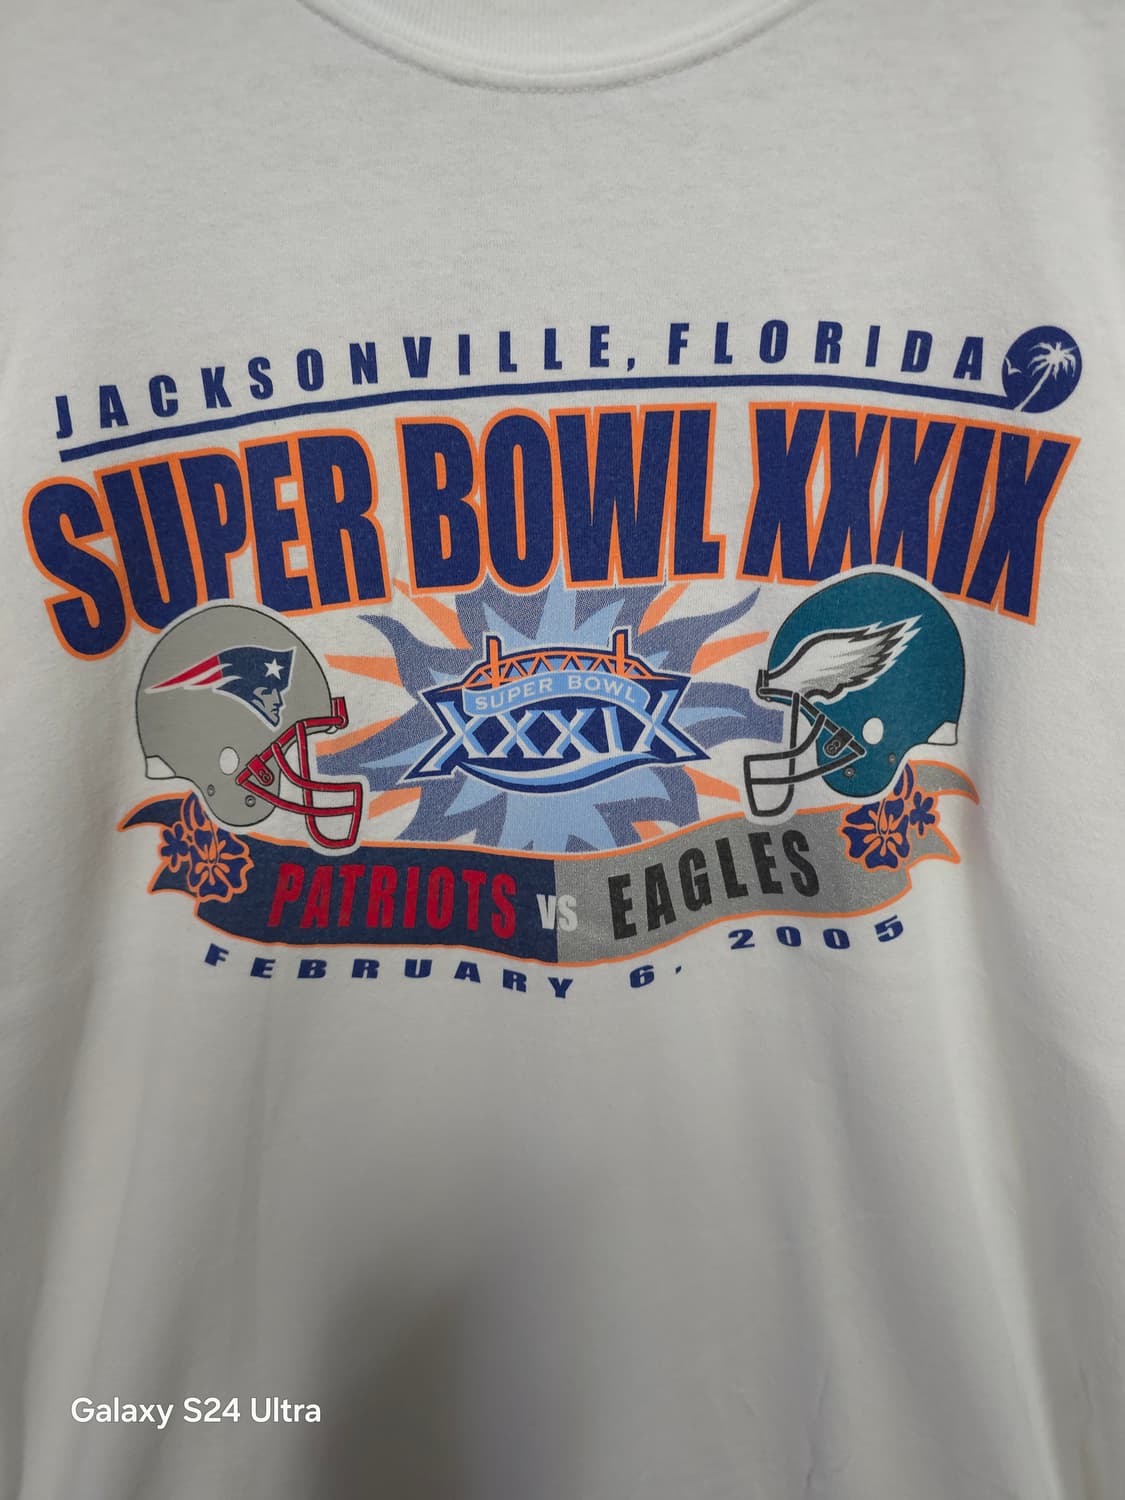 JACKSONVILLE, FLORIDA
SUPER BOWL XXXIX
SUPER BOWL
XXXIX
PATRIOTS VS EAGLES
FEBRUARY 6, 2005
Galaxy S24 Ultra